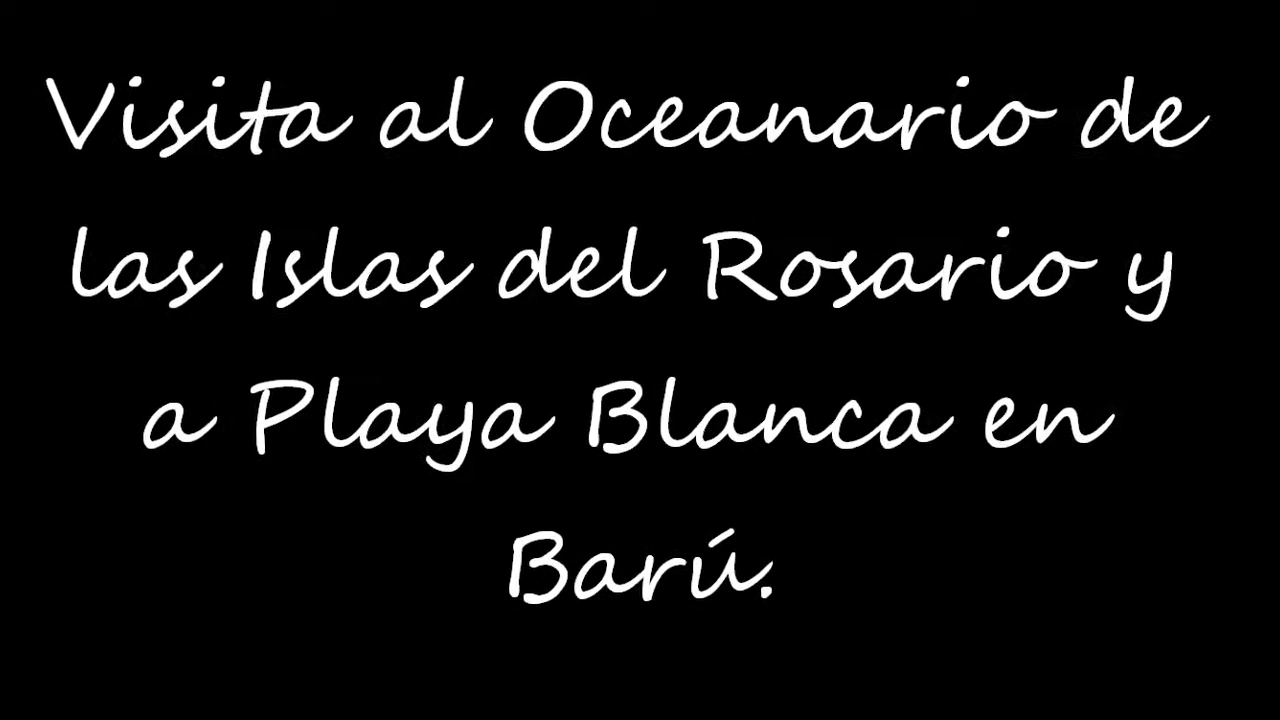 Visita al Oceanario de
las Islas del Rosario y
a Playa Blanca en
Barú.